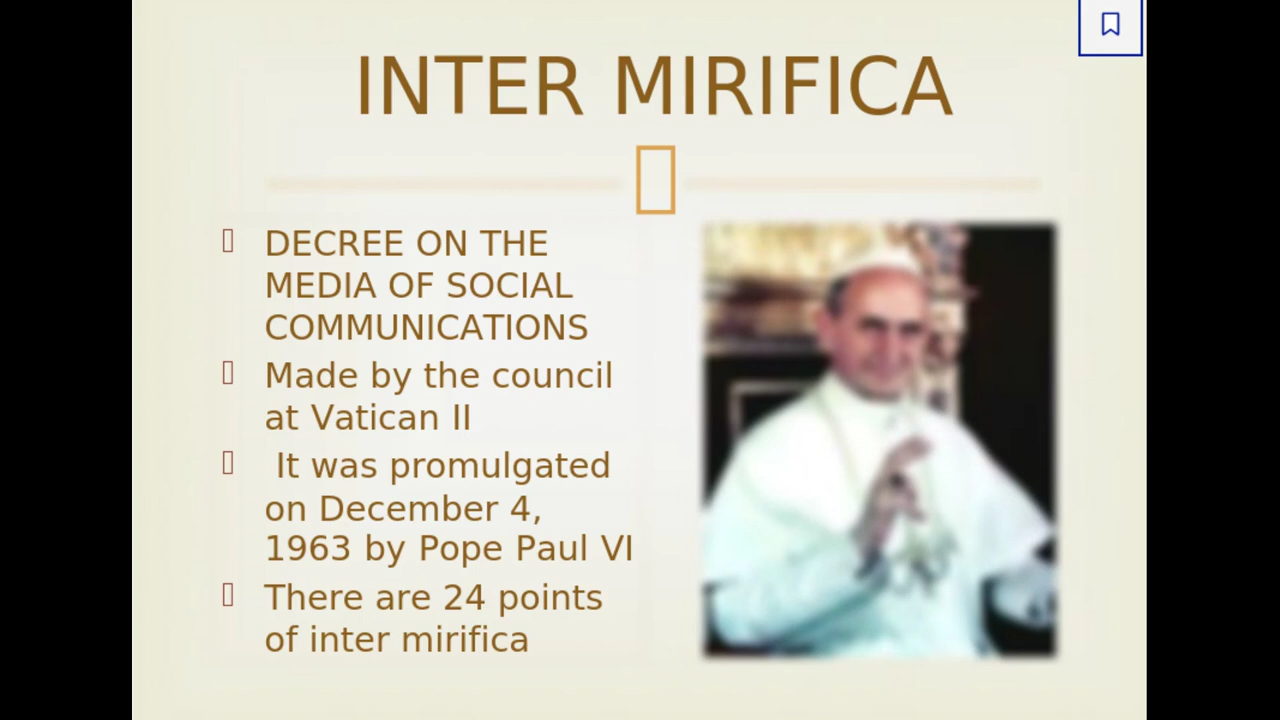 INTER MIRIFICA
DECREE ON THE
MEDIA OF SOCIAL
COMMUNICATIONS
Made by the council
at Vatican II
It was promulgated
on December 4,
1963 by Pope Paul VI
There are 24 points
of inter mirifica